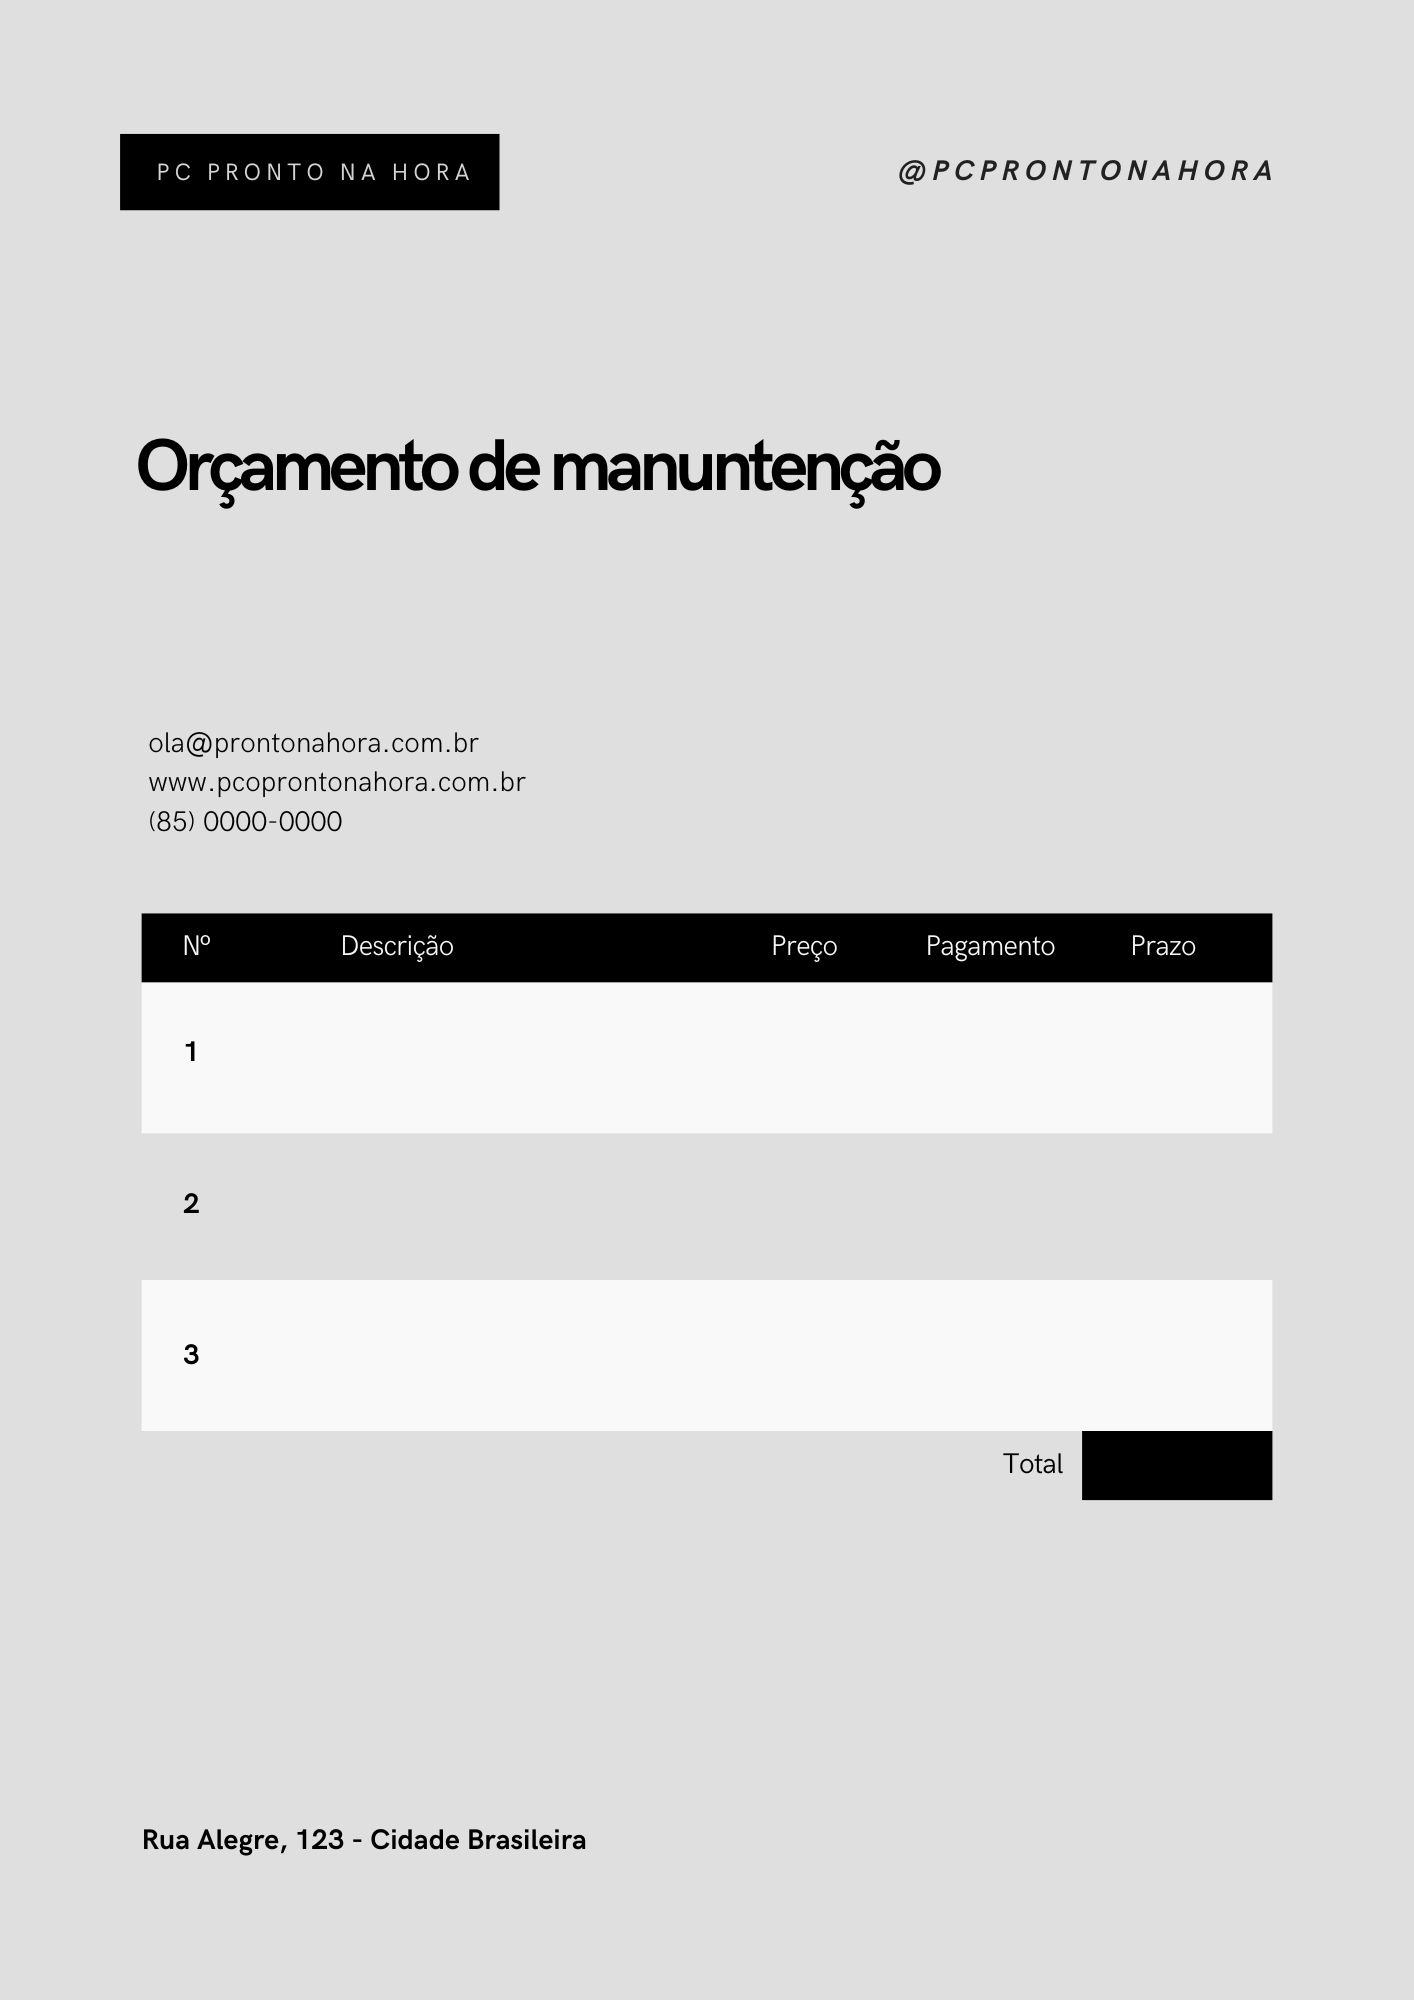 PC PRONTO NA HORA
@PCPRONTONAHORA
Orçamento de manuntenção
ola@prontonahora.com.br
www.pcoprontonahora.com.br
(85) 0000-0000
Nº Descrição Preço Pagamento Prazo
1
2
3
Total
Rua Alegre, 123 - Cidade Brasileira